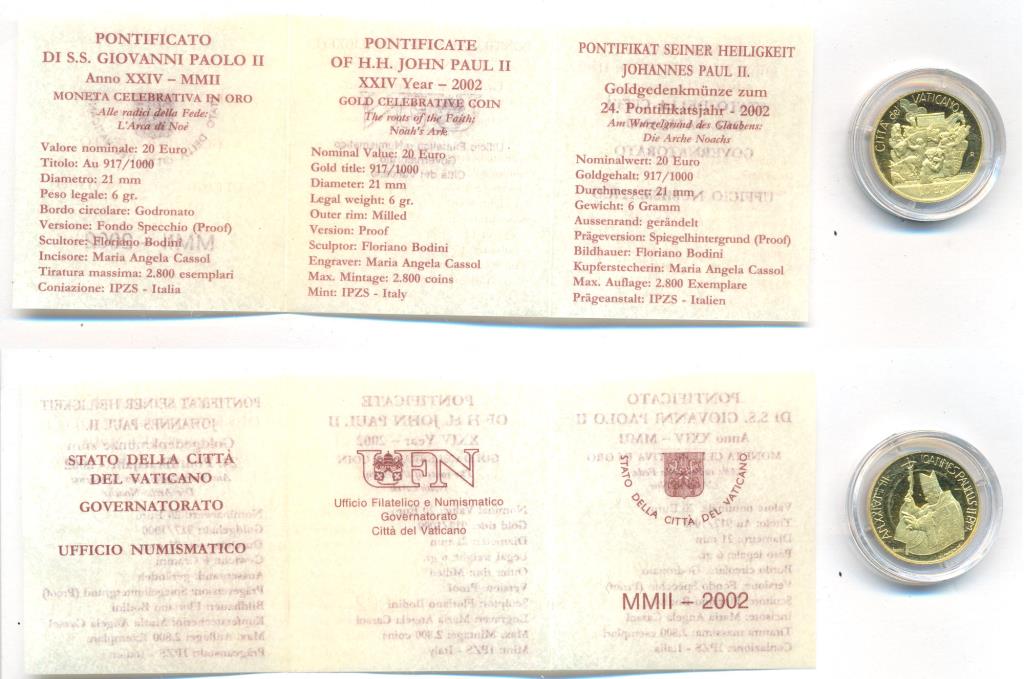 PONTIFICATO
DI S.S. GIOVANNI PAOLO II
Anno XXIV – MMII
MONETA CELEBRATIVA IN ORO
Alle radici della Fede:
L'Arca di Noè
Valore nominale: 20 Euro
Titolo: Au 917/1000
Diametro: 21 mm
Peso legale: 6 gr.
Bordo circolare: Godronato
Versione: Fondo Specchio (Proof)
Scultore: Floriano Bodini
Incisore: Maria Angela Cassol
Tiratura massima: 2.800 esemplari
Coniazione: IPZS - Italia
PONTIFICATE
OF H.H. JOHN PAUL II
XXIV Year – 2002
GOLD CELEBRATIVE COIN
The roots of the Faith:
Noah's Ark
Nominal Value: 20 Euro
Gold title: 917/1000
Diameter: 21 mm
Legal weight: 6 gr.
Outer rim: Milled
Version: Proof
Sculptor: Floriano Bodini
Engraver: Maria Angela Cassol
Max. Mintage: 2.800 coins
Mint: IPZS - Italy
PONTIFIKAT SEINER HEILIGKEIT
JOHANNES PAUL II.
Goldgedenkmünze zum
24. Pontifikatsjahr - 2002
Am Wurzelgrund des Glaubens:
Die Arche Noachs
Nominalwert: 20 Euro
Goldgehalt: 917/1000
Durchmesser: 21 mm
Gewicht: 6 Gramm
Aussenrand: gerändelt
Prägeversion: Spiegelhintergrund (Proof)
Bildhauer: Floriano Bodini
Kupferstecherin: Maria Angela Cassol
Max. Auflage: 2.800 Exemplare
Prägeanstalt: IPZS - Italien
CITTÀ del VATICANO
R
STATO DELLA CITTÀ
DEL VATICANO
GOVERNATORATO
UFFICIO NUMISMATICO
UFN
Ufficio Filatelico e Numismatico
Governatorato
Città del Vaticano
STATO DELLA CITTÀ DEL VATICANO
MMII – 2002
IOANNES PAVLVS II P.M.